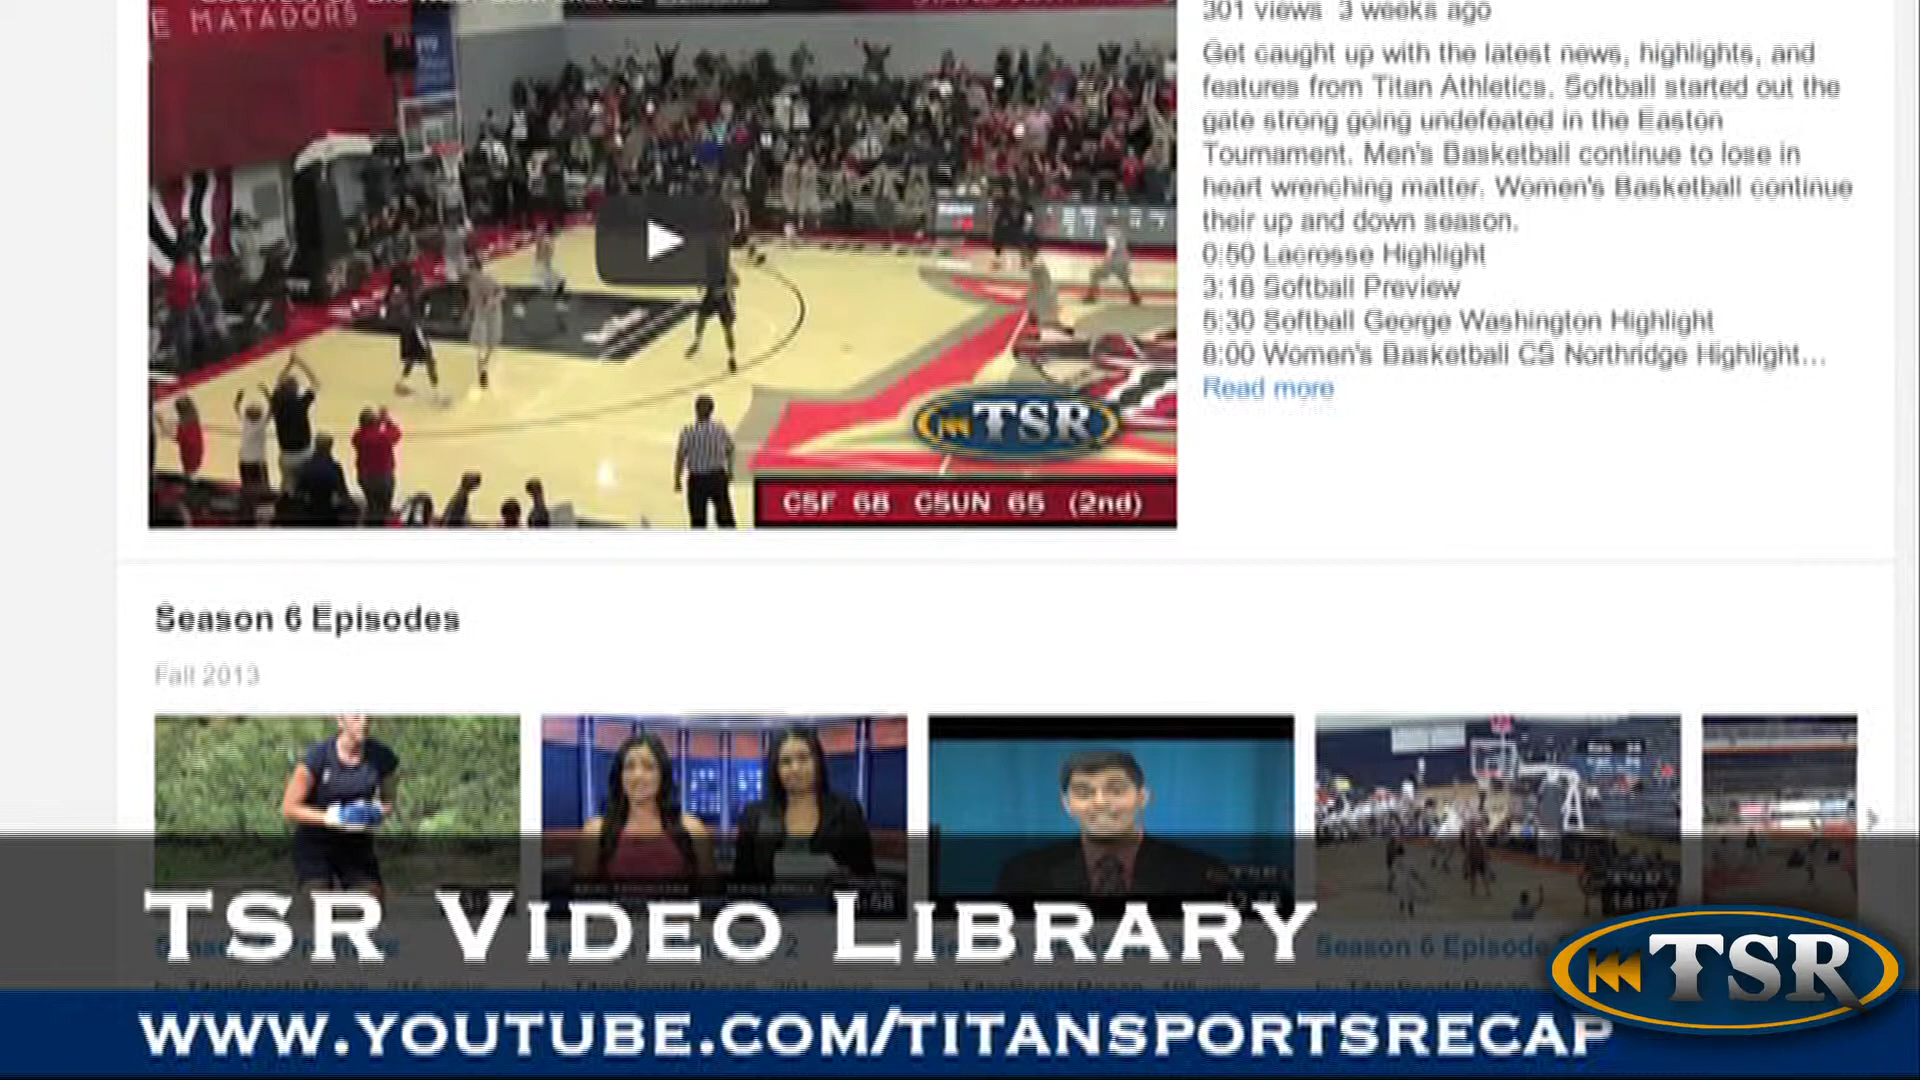 E MATADORS
301 views 3 weeks ago
Get caught up with the latest news, highlights, and
features from Titan Athletics. Softball started out the
gate strong going undefeated in the Easton
Tournament. Men's Basketball continue to lose in
heart wrenching matter. Women's Basketball continue
their up and down season.
0:50 Lacrosse Highlight
3:18 Softball Preview
5:30 Softball George Washington Highlight
8:00 Women's Basketball CS Northridge Highlight...
Read more
TSR
CSF 68 CSUN 65 (2nd)
Season 6 Episodes
Fall 2013
TSR VIDEO LIBRARY
Season 6 Episode
TSR
WWW.YOUTUBE.COM/TITANSPORTSRECAP